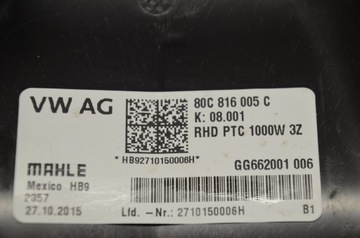 VW AG
80C 816 005 C
K: 08.001
RHD PTC 1000W 3Z
*HB92710150006H*
GG662001 006
MAHLE
Mexico HB9
2357
27.10.2015
Lfd.-Nr.: 2710150006H
B1